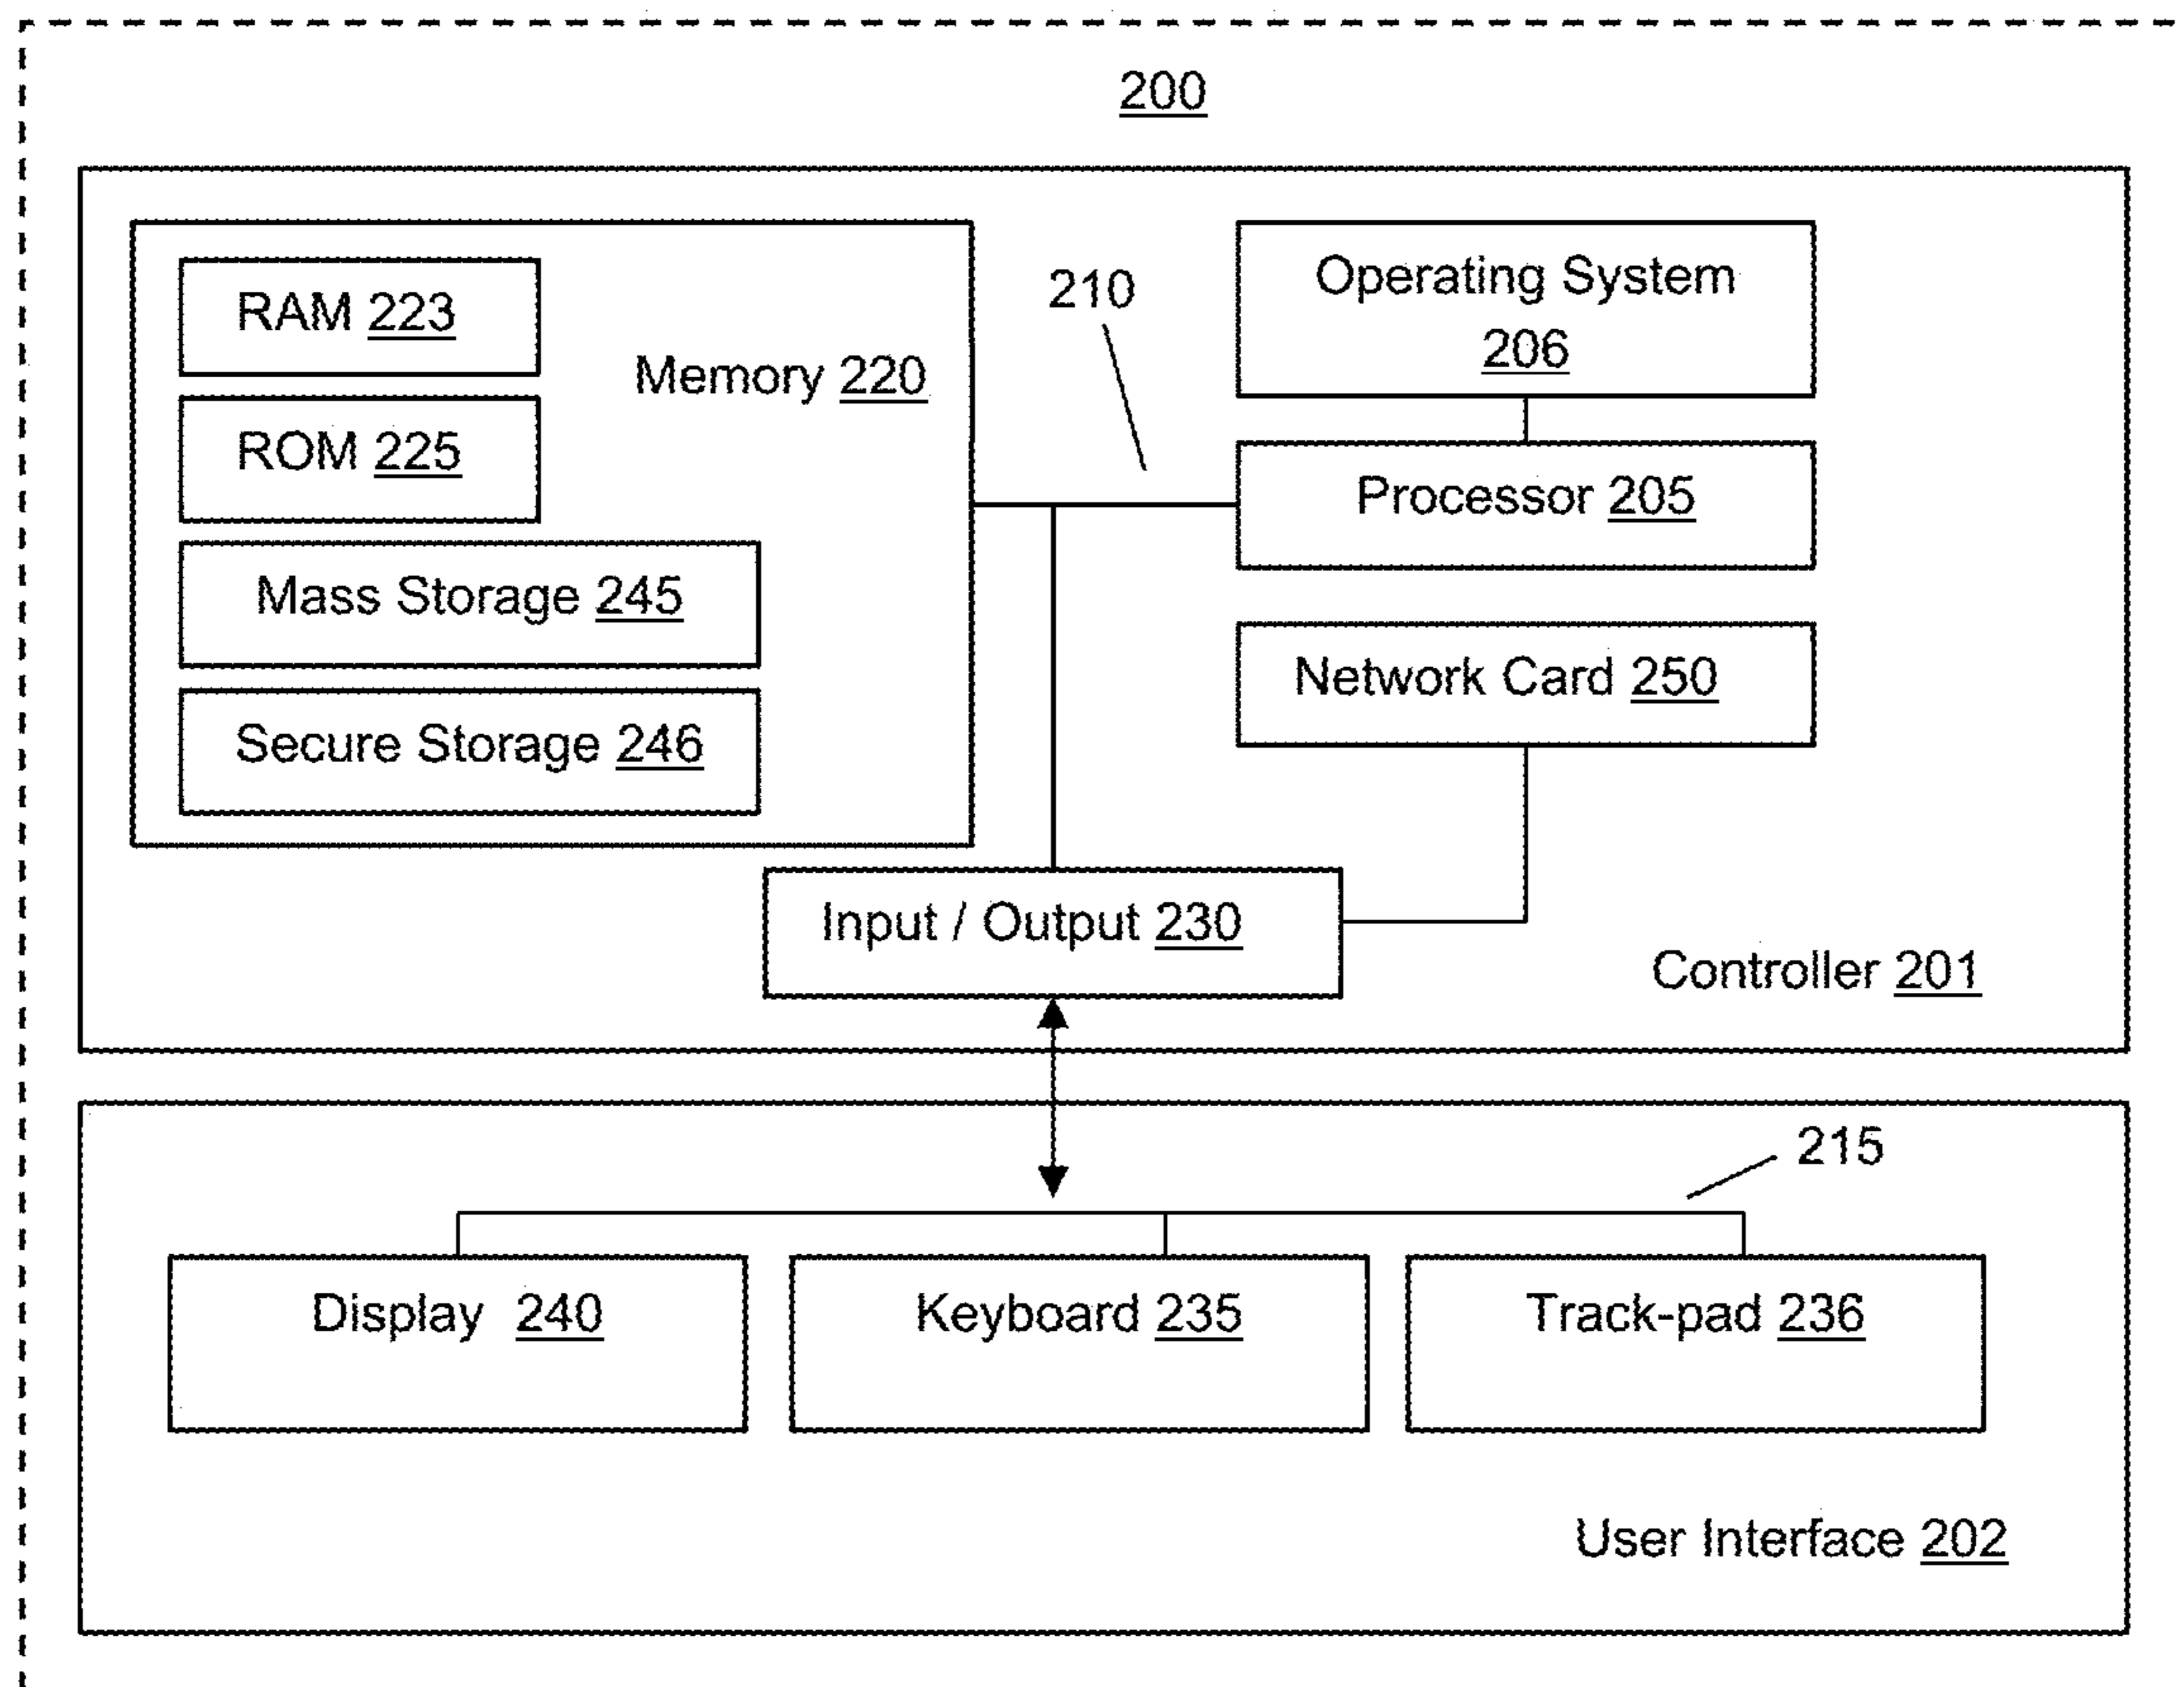 200
RAM 223
Memory 220
ROM 225
Mass Storage 245
Secure Storage 246
210
Operating System
206
Processor 205
Network Card 250
Input / Output 230
Controller 201
215
Display 240
Keyboard 235
Track-pad 236
User Interface 202